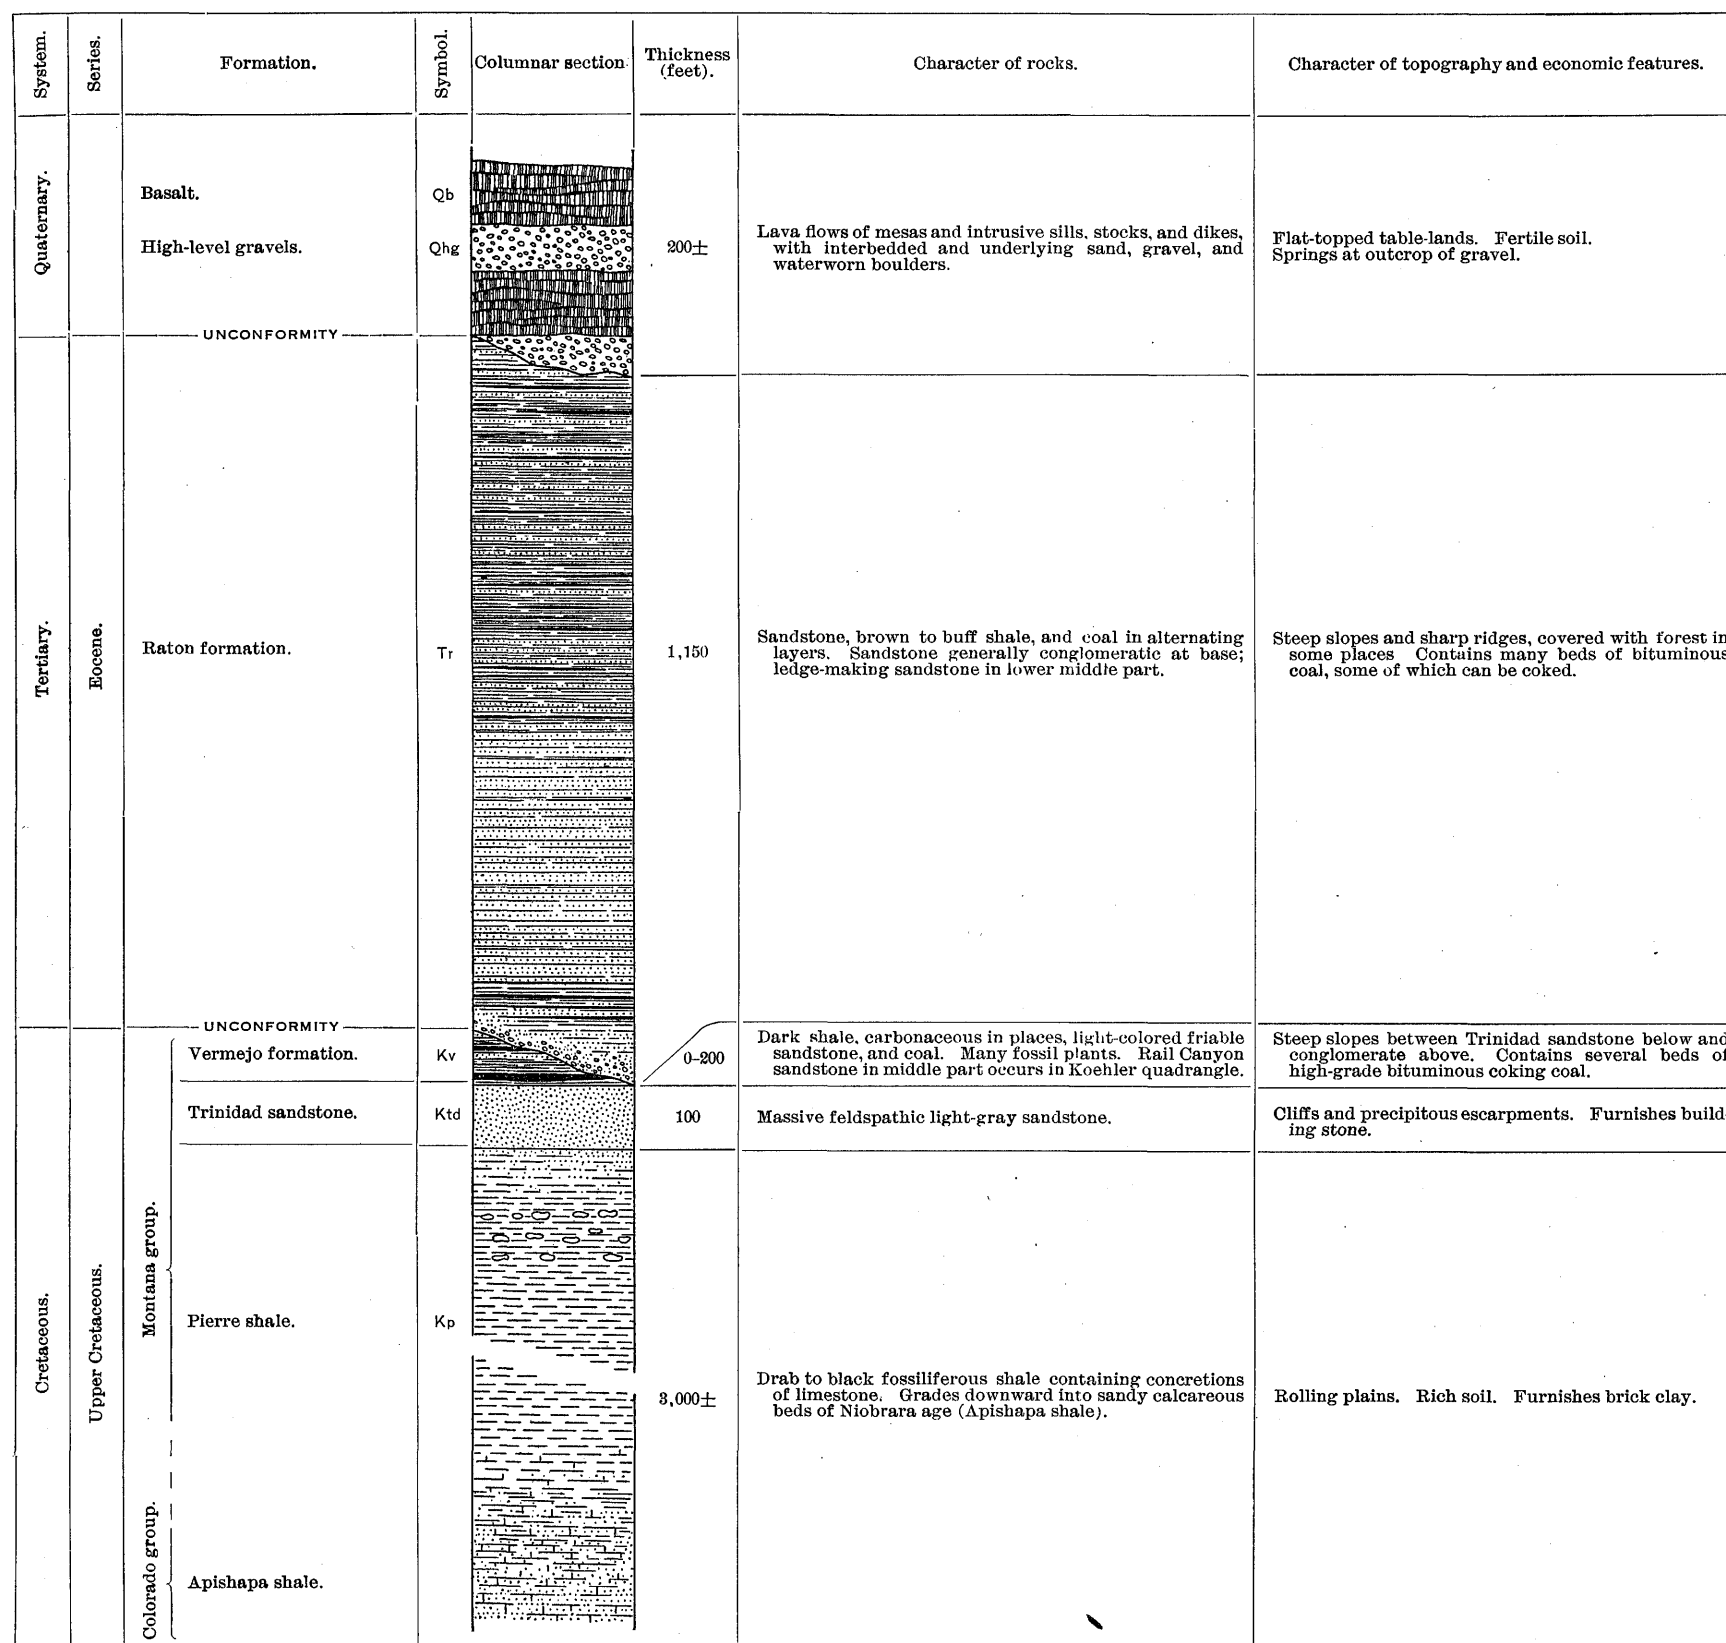 System.
Series.
Formation.
Symbol.
Columnar section.
Thickness
(feet).
Character of rocks.
Character of topography and economic features.
Quaternary.
Basalt.
Qb
High-level gravels.
Qhg
200±
Lava flows of mesas and intrusive sills, stocks, and dikes,
with interbedded and underlying sand, gravel, and
waterworn boulders.
Flat-topped table-lands. Fertile soil.
Springs at outcrop of gravel.
UNCONFORMITY
Tertiary.
Eocene.
Raton formation.
Tr
1,150
Sandstone, brown to buff shale, and coal in alternating
layers. Sandstone generally conglomeratic at base;
ledge-making sandstone in lower middle part.
Steep slopes and sharp ridges, covered with forest in
some places Contains many beds of bituminous
coal, some of which can be coked.
UNCONFORMITY
Cretaceous.
Upper Cretaceous.
Montana group.
Vermejo formation.
Kv
0-200
Dark shale, carbonaceous in places, light-colored friable
sandstone, and coal. Many fossil plants. Rail Canyon
sandstone in middle part occurs in Koehler quadrangle.
Steep slopes between Trinidad sandstone below and
conglomerate above. Contains several beds of
high-grade bituminous coking coal.
Trinidad sandstone.
Ktd
100
Massive feldspathic light-gray sandstone.
Cliffs and precipitous escarpments. Furnishes build-
ing stone.
Pierre shale.
Kp
3,000±
Drab to black fossiliferous shale containing concretions
of limestone. Grades downward into sandy calcareous
beds of Niobrara age (Apishapa shale).
Rolling plains. Rich soil. Furnishes brick clay.
Colorado group.
Apishapa shale.